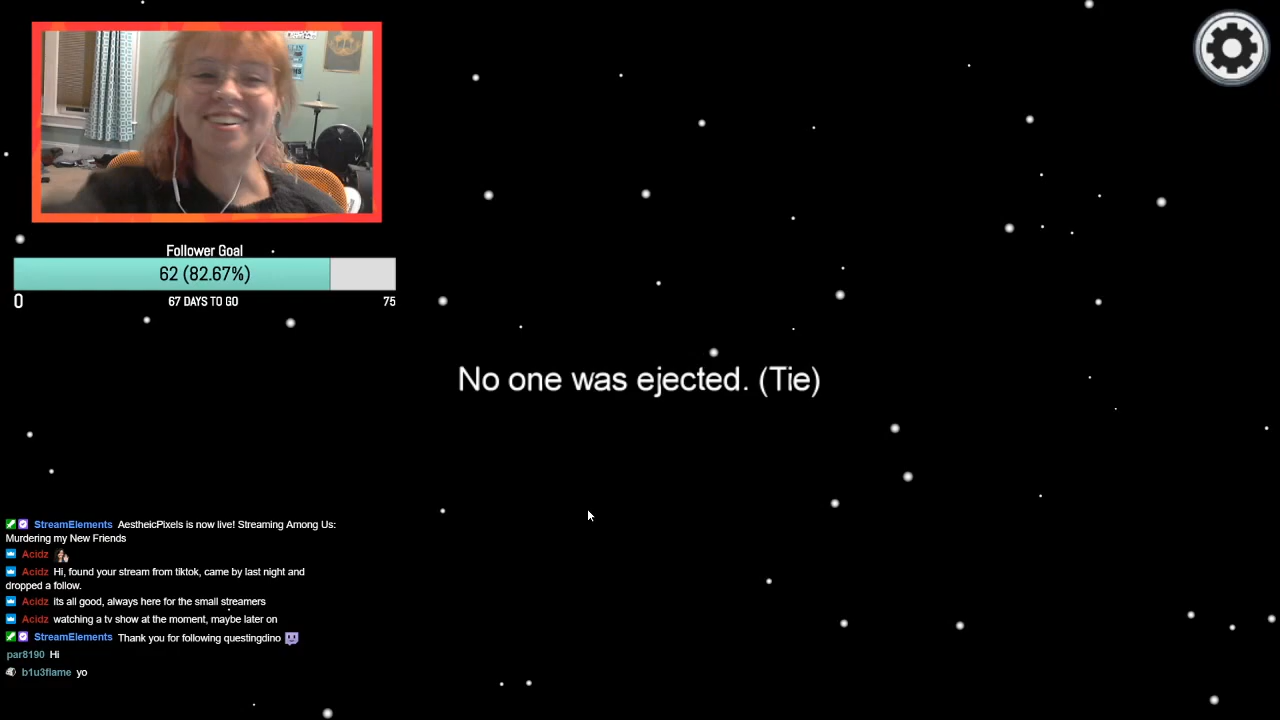 Follower Goal
62 (82.67%)
0 67 DAYS TO GO 75
No one was ejected. (Tie)
StreamElements AestheicPixels is now live! Streaming Among Us:
Murdering my New Friends
Acidz
Acidz Hi, found your stream from tiktok, came by last night and
dropped a follow.
Acidz its all good, always here for the small streamers
Acidz watching a tv show at the moment, maybe later on
StreamElements Thank you for following questingdino
par8190 Hi
b1u3flame yo